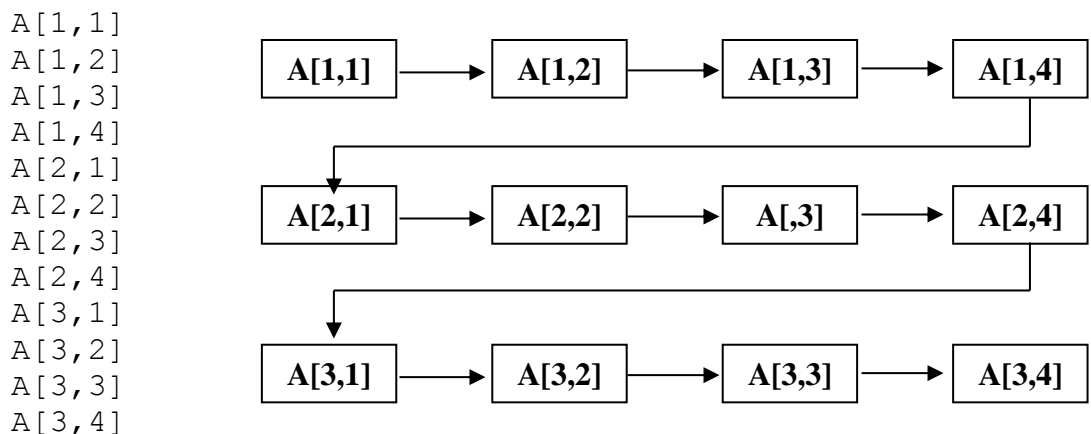 A[1,1]
A[1,2]
A[1,3]
A[1,4]
A[2,1]
A[2,2]
A[2,3]
A[2,4]
A[3,1]
A[3,2]
A[3,3]
A[3,4]
A[1,1] A[1,2] A[1,3] A[1,4]
A[2,1] A[2,2] A[,3] A[2,4]
A[3,1] A[3,2] A[3,3] A[3,4]